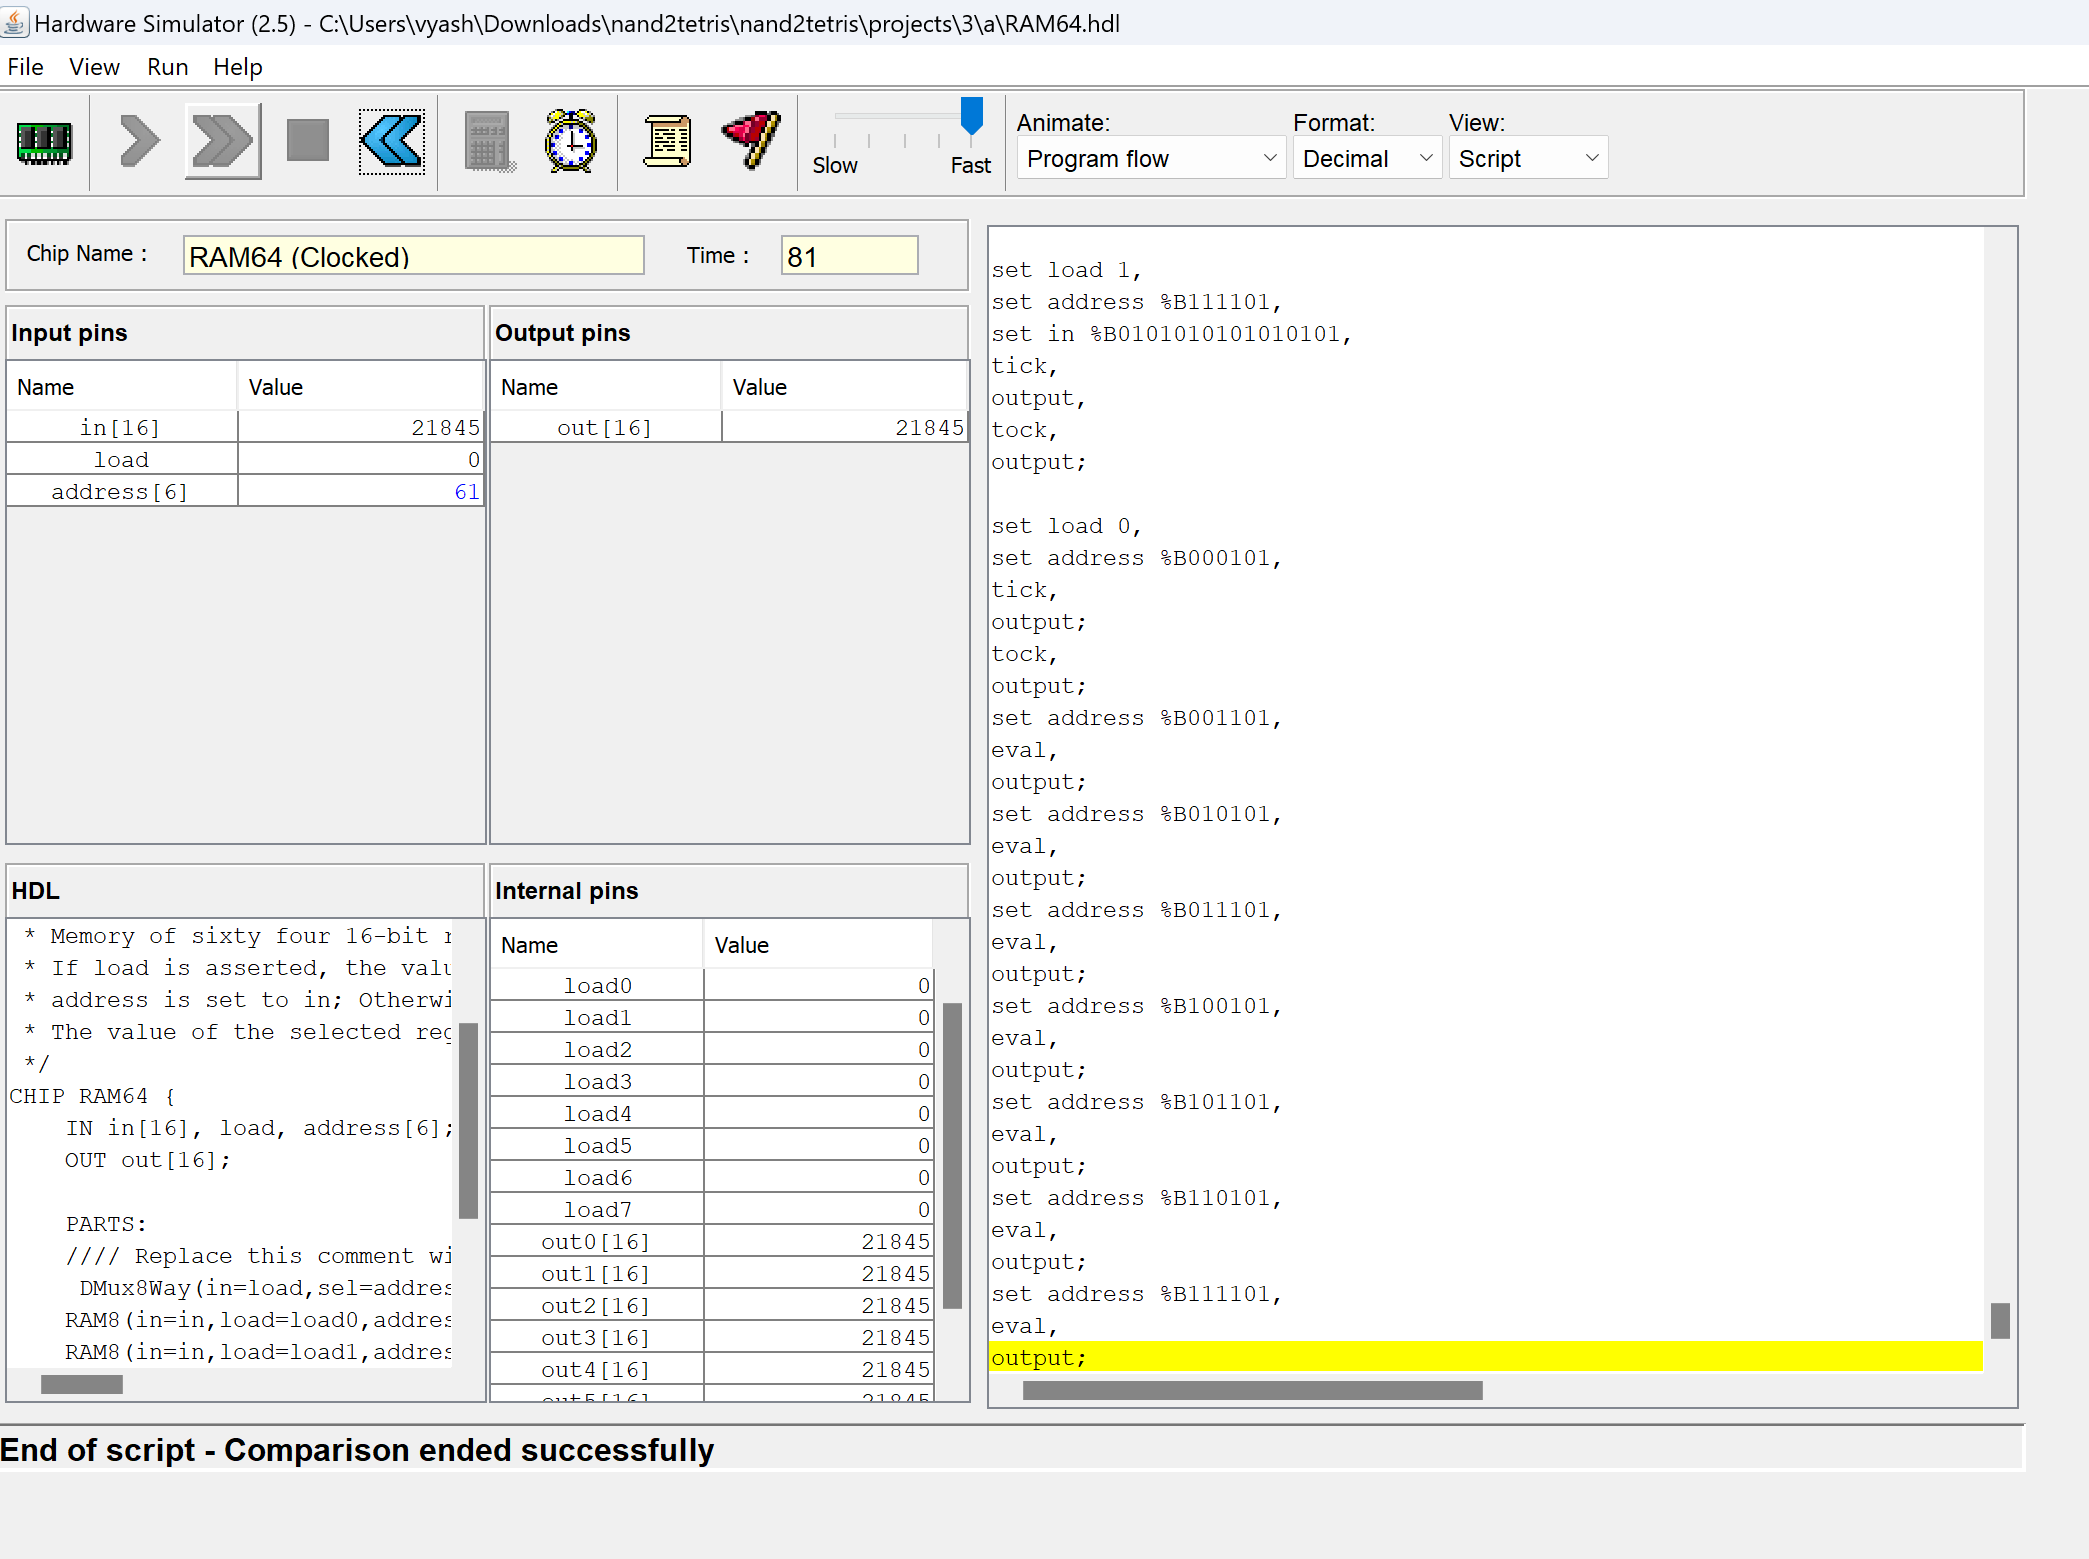 Hardware Simulator (2.5) - C:\Users\vyash\Downloads\nand2tetris\nand2tetris\projects\3\a\RAM64.hdl
File View Run Help
Slow Fast
Animate: Format: View:
Program flow Decimal Script
Chip Name : RAM64 (Clocked) Time : 81
Input pins
Name Value
in[16] 21845
load 0
address[6] 61
Output pins
Name Value
out[16] 21845
HDL
* Memory of sixty four 16-bit
* If load is asserted, the
* address is set to in;
* The value of the selected
*/
CHIP RAM64 {
IN in[16], load, address[6];
OUT out[16];
PARTS:
//// Replace this comment
DMux8Way(in=load,sel=addres
RAM8(in=in,load=load0,addres
RAM8(in=in,load=load1,addres
Internal pins
Name Value
load0 0
load1 0
load2 0
load3 0
load4 0
load5 0
load6 0
load7 0
out0[16] 21845
out1[16] 21845
out2[16] 21845
out3[16] 21845
out4[16] 21845
out5[16] 21845
set load 1,
set address %B111101,
set in %B0101010101010101,
tick,
output,
tock,
output;
set load 0,
set address %B000101,
tick,
output;
tock,
output;
set address %B001101,
eval,
output;
set address %B010101,
eval,
output;
set address %B011101,
eval,
output;
set address %B100101,
eval,
output;
set address %B101101,
eval,
output;
set address %B110101,
eval,
output;
set address %B111101,
eval,
output;
End of script - Comparison ended successfully